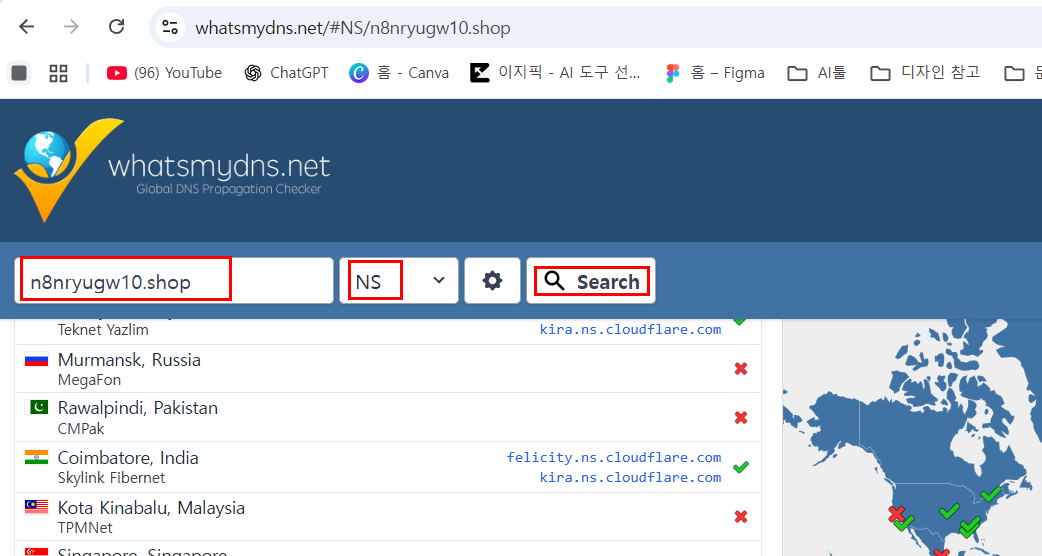 whatsmydns.net/#NS/n8nryugw10.shop
(96) YouTube ChatGPT 홈 - Canva 이지픽 - AI 도구 선... 홈 – Figma AI툴 디자인 참고
whatsmydns.net
Global DNS Propagation Checker
n8nryugw10.shop NS Search
Teknet Yazlim kira.ns.cloudflare.com
Murmansk, Russia
MegaFon
Rawalpindi, Pakistan
CMPak
Coimbatore, India felicity.ns.cloudflare.com
Skylink Fibernet kira.ns.cloudflare.com
Kota Kinabalu, Malaysia
TPMNet
Singapore, Singapore